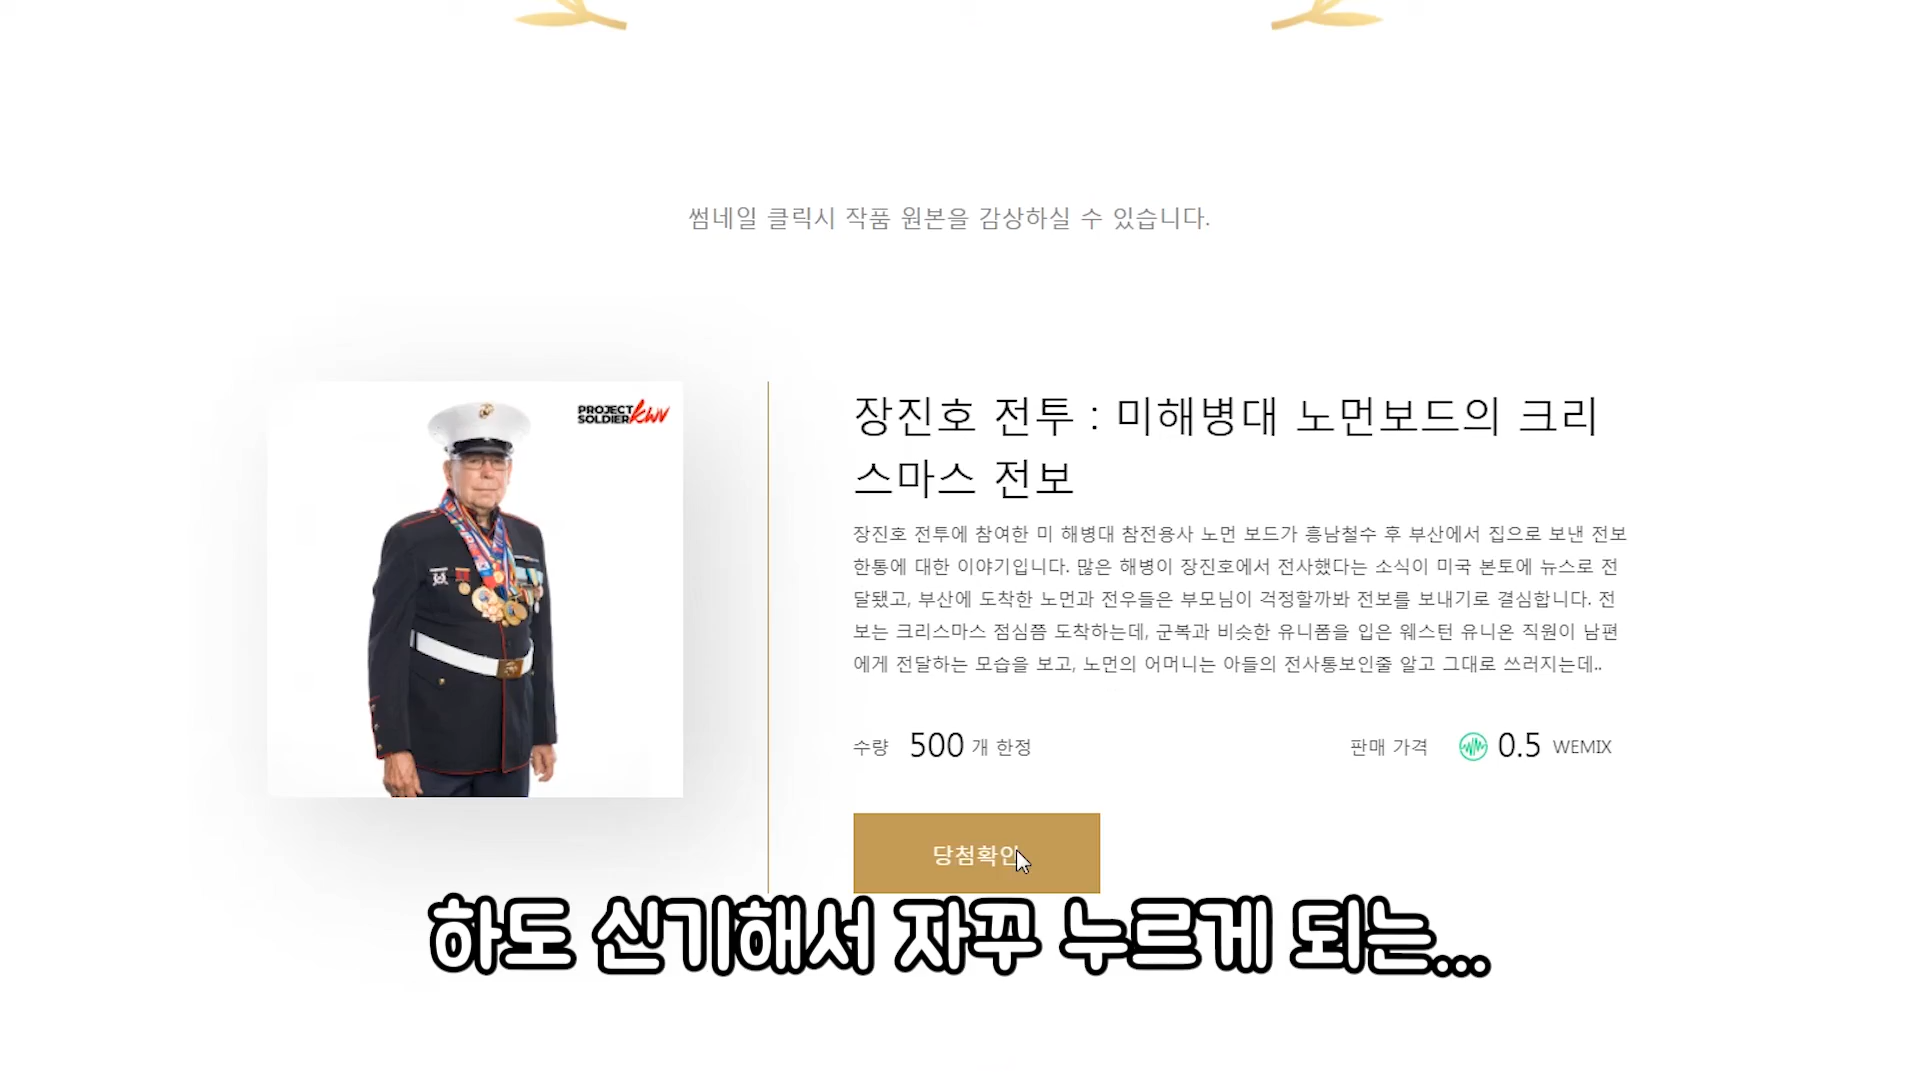 썸네일 클릭시 작품 원본을 감상하실 수 있습니다.
PROJECT
SOLDIER kwv
장진호 전투 : 미해병대 노먼보드의 크리
스마스 전보
장진호 전투에 참여한 미 해병대 참전용사 노먼 보드가 흥남철수 후 부산에서 집으로 보낸 전보
한통에 대한 이야기입니다. 많은 해병이 장진호에서 전사했다는 소식이 미국 본토에 뉴스로 전
달됐고, 부산에 도착한 노먼과 전우들은 부모님이 걱정할까봐 전보를 보내기로 결심합니다. 전
보는 크리스마스 점심쯤 도착하는데, 군복과 비슷한 유니폼을 입은 웨스턴 유니온 직원이 남편
에게 전달하는 모습을 보고, 노먼의 어머니는 아들의 전사통보인줄 알고 그대로 쓰러지는데..
수량 500 개 한정
판매 가격 0.5 WEMIX
당첨확인
하도 신기해서 자꾸 누르게 되는...